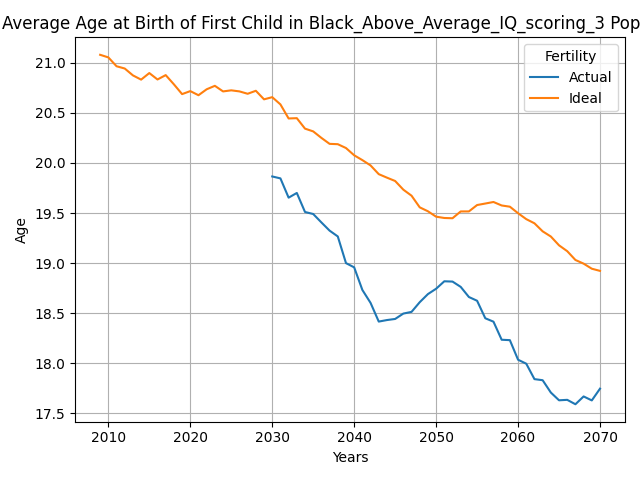 Average Age at Birth of First Child in Black_Above_Average_IQ_scoring_3 Pop
21.0
20.5
20.0
19.5
19.0
18.5
18.0
17.5
Age
Fertility
Actual
Ideal
2010 2020 2030 2040 2050 2060 2070
Years